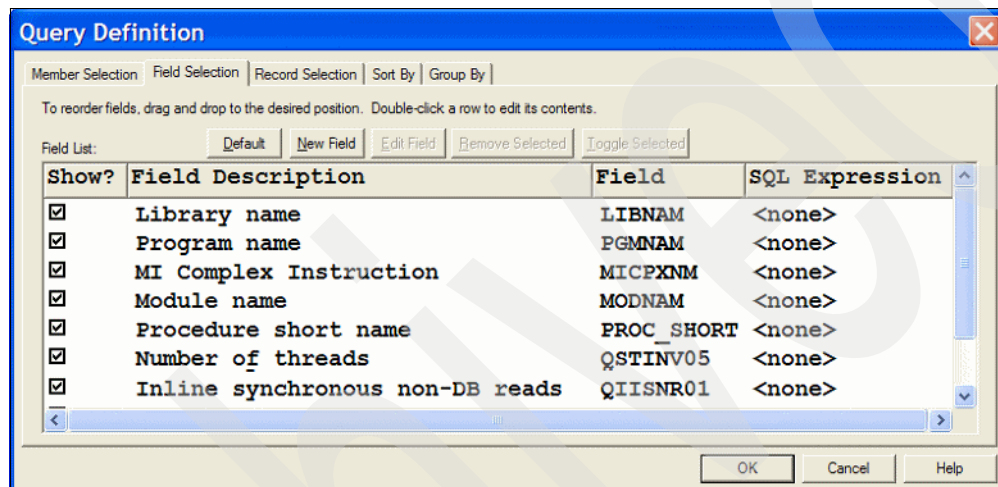 Query Definition
Member Selection Field Selection Record Selection Sort By Group By
To reorder fields, drag and drop to the desired position. Double-click a row to edit its contents.
Field List: Default New Field Edit Field Remove Selected Toggle Selected
Show? Field Description Field SQL Expression
Library name LIBNAM <none>
Program name PGMNAM <none>
MI Complex Instruction MICPXNM <none>
Module name MODNAM <none>
Procedure short name PROC_SHORT <none>
Number of threads QSTINV05 <none>
Inline synchronous non-DB reads QIISNR01 <none>
OK Cancel Help